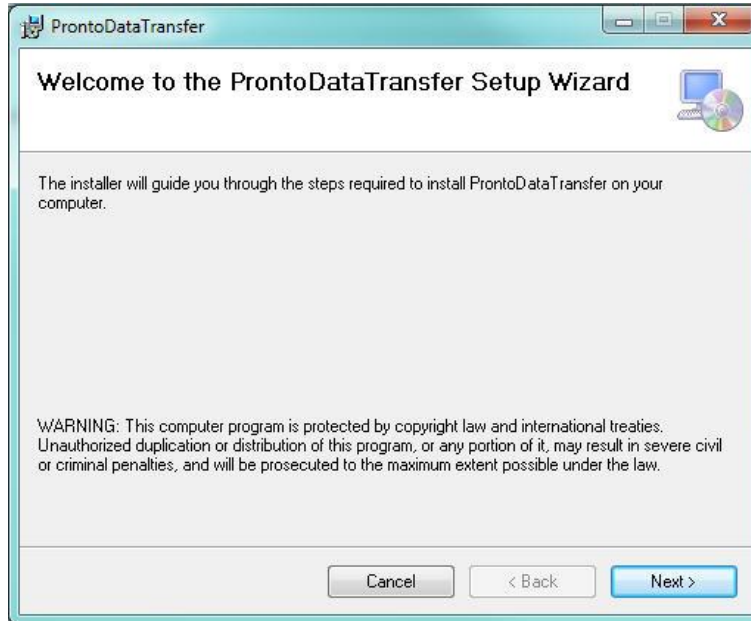 ProntoDataTransfer
Welcome to the ProntoDataTransfer Setup Wizard
The installer will guide you through the steps required to install ProntoDataTransfer on your
computer.
WARNING: This computer program is protected by copyright law and international treaties.
Unauthorized duplication or distribution of this program, or any portion of it, may result in severe civil
or criminal penalties, and will be prosecuted to the maximum extent possible under the law.
Cancel
< Back
Next >